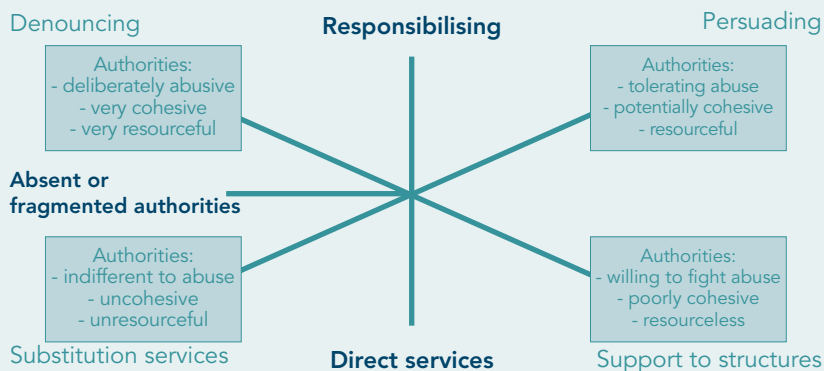 Denouncing
Responsibilising
Persuading
Authorities:
- deliberately abusive
- very cohesive
- very resourceful
Authorities:
- tolerating abuse
- potentially cohesive
- resourceful
Absent or
fragmented authorities
Authorities:
- indifferent to abuse
- uncohesive
- unresourceful
Authorities:
- willing to fight abuse
- poorly cohesive
- resourceless
Substitution services
Direct services
Support to structures